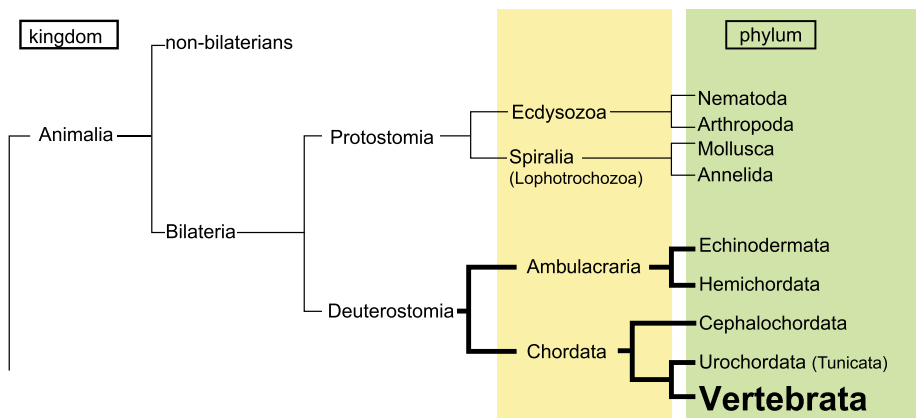 kingdom
phylum
non-bilaterians
Animalia
Bilateria
Protostomia
Deuterostomia
Ecdysozoa
Spiralia
(Lophotrochozoa)
Ambulacraria
Chordata
Nematoda
Arthropoda
Mollusca
Annelida
Echinodermata
Hemichordata
Cephalochordata
Urochordata (Tunicata)
Vertebrata